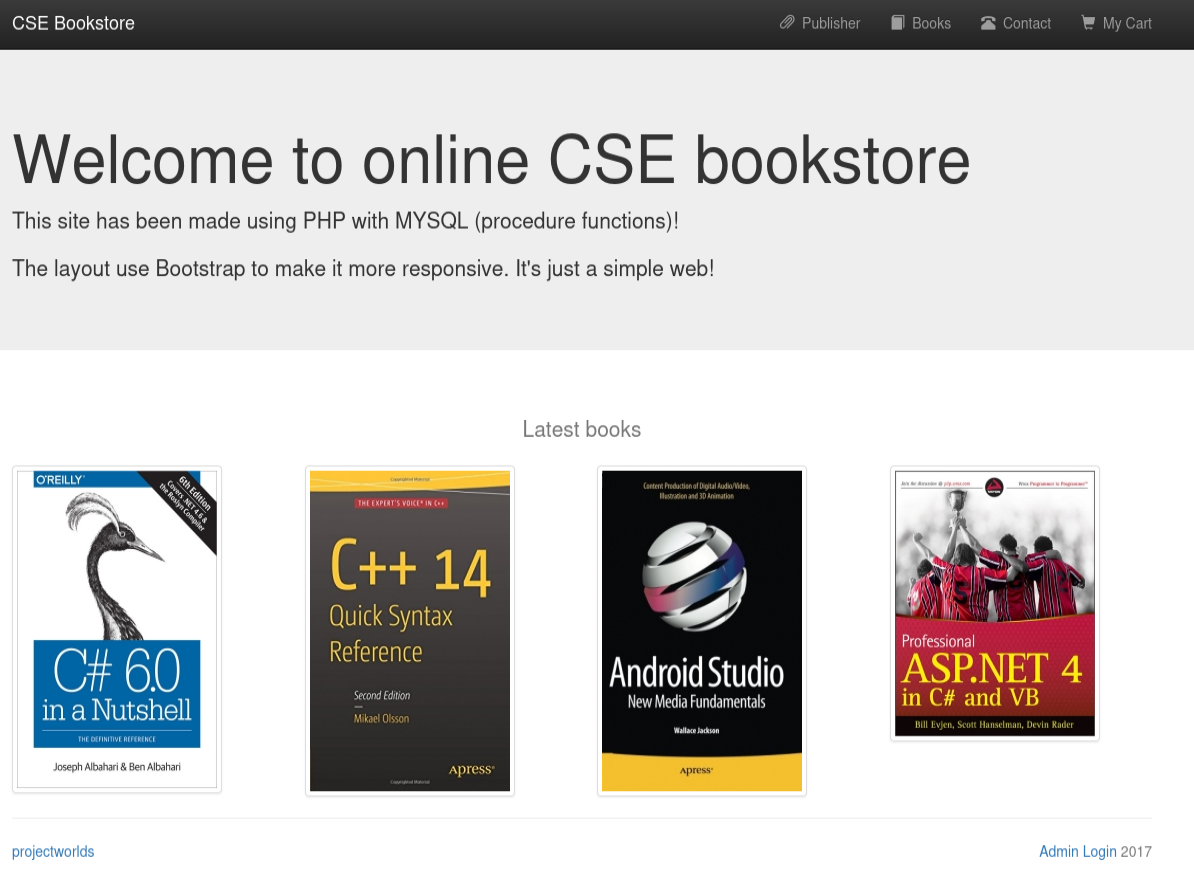 CSE Bookstore
Publisher
Books
Contact
My Cart
Welcome to online CSE bookstore
This site has been made using PHP with MYSQL (procedure functions)!
The layout use Bootstrap to make it more responsive. It's just a simple web!
Latest books
O'REILLY®
6th Edition
Covers .NET 4.6 &
the Roslyn Compiler
C# 6.0
in a Nutshell
THE DEFINITIVE REFERENCE
Joseph Albahari & Ben Albahari
Copyrighted Material
THE EXPERT'S VOICE® IN C++
C++ 14
Quick Syntax
Reference
Second Edition
Mikael Olsson
Apress®
Copyrighted Material
Content Production of Digital Audio/Video,
Illustration and 3D Animation
Android Studio
New Media Fundamentals
Wallace Jackson
Apress®
Join the discussion @ p2p.wrox.com
Wrox Programmer to Programmer™
Professional
ASP.NET 4
in C# and VB
Bill Evjen, Scott Hanselman, Devin Rader
projectworlds
Admin Login 2017